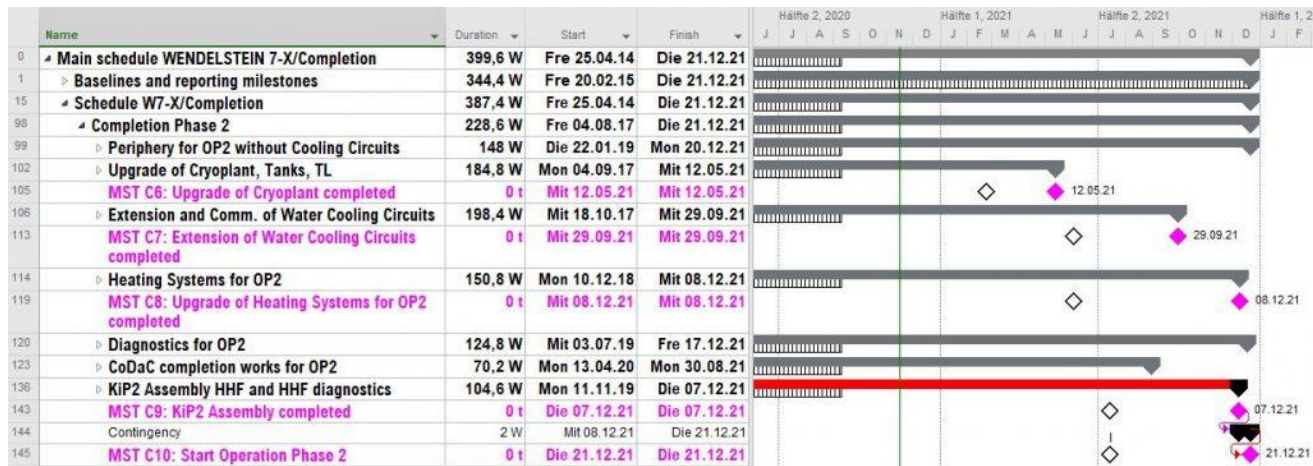 Hälfte 2, 2020 Hälfte 1, 2021 Hälfte 2, 2021 Hälfte 1, 2
Name Duration Start Finish J J A S O N D J F M A M J J A S O N D J F
0 Main schedule WENDELSTEIN 7-X/Completion 399,6 W Fre 25.04.14 Die 21.12.21
1 Baselines and reporting milestones 344,4 W Fre 20.02.15 Die 21.12.21
15 Schedule W7-X/Completion 387,4 W Fre 25.04.14 Die 21.12.21
98 Completion Phase 2 228,6 W Fre 04.08.17 Die 21.12.21
99 Periphery for OP2 without Cooling Circuits 148 W Die 22.01.19 Mon 20.12.21
102 Upgrade of Cryoplant, Tanks, TL 184,8 W Mon 04.09.17 Mit 12.05.21
105 MST C6: Upgrade of Cryoplant completed 0 t Mit 12.05.21 Mit 12.05.21 12.05.21
106 Extension and Comm. of Water Cooling Circuits 198,4 W Mit 18.10.17 Mit 29.09.21
113 MST C7: Extension of Water Cooling Circuits 0 t Mit 29.09.21 Mit 29.09.21 29.09.21
completed
114 Heating Systems for OP2 150,8 W Mon 10.12.18 Mit 08.12.21
119 MST C8: Upgrade of Heating Systems for OP2 0 t Mit 08.12.21 Mit 08.12.21 08.12.21
completed
120 Diagnostics for OP2 124,8 W Mit 03.07.19 Fre 17.12.21
123 CoDaC completion works for OP2 70,2 W Mon 13.04.20 Mon 30.08.21
136 KiP2 Assembly HHF and HHF diagnostics 104,6 W Mon 11.11.19 Die 07.12.21
143 MST C9: KiP2 Assembly completed 0 t Die 07.12.21 Die 07.12.21 07.12.21
144 Contingency 2 W Mit 08.12.21 Die 21.12.21
145 MST C10: Start Operation Phase 2 0 t Die 21.12.21 Die 21.12.21 21.12.21